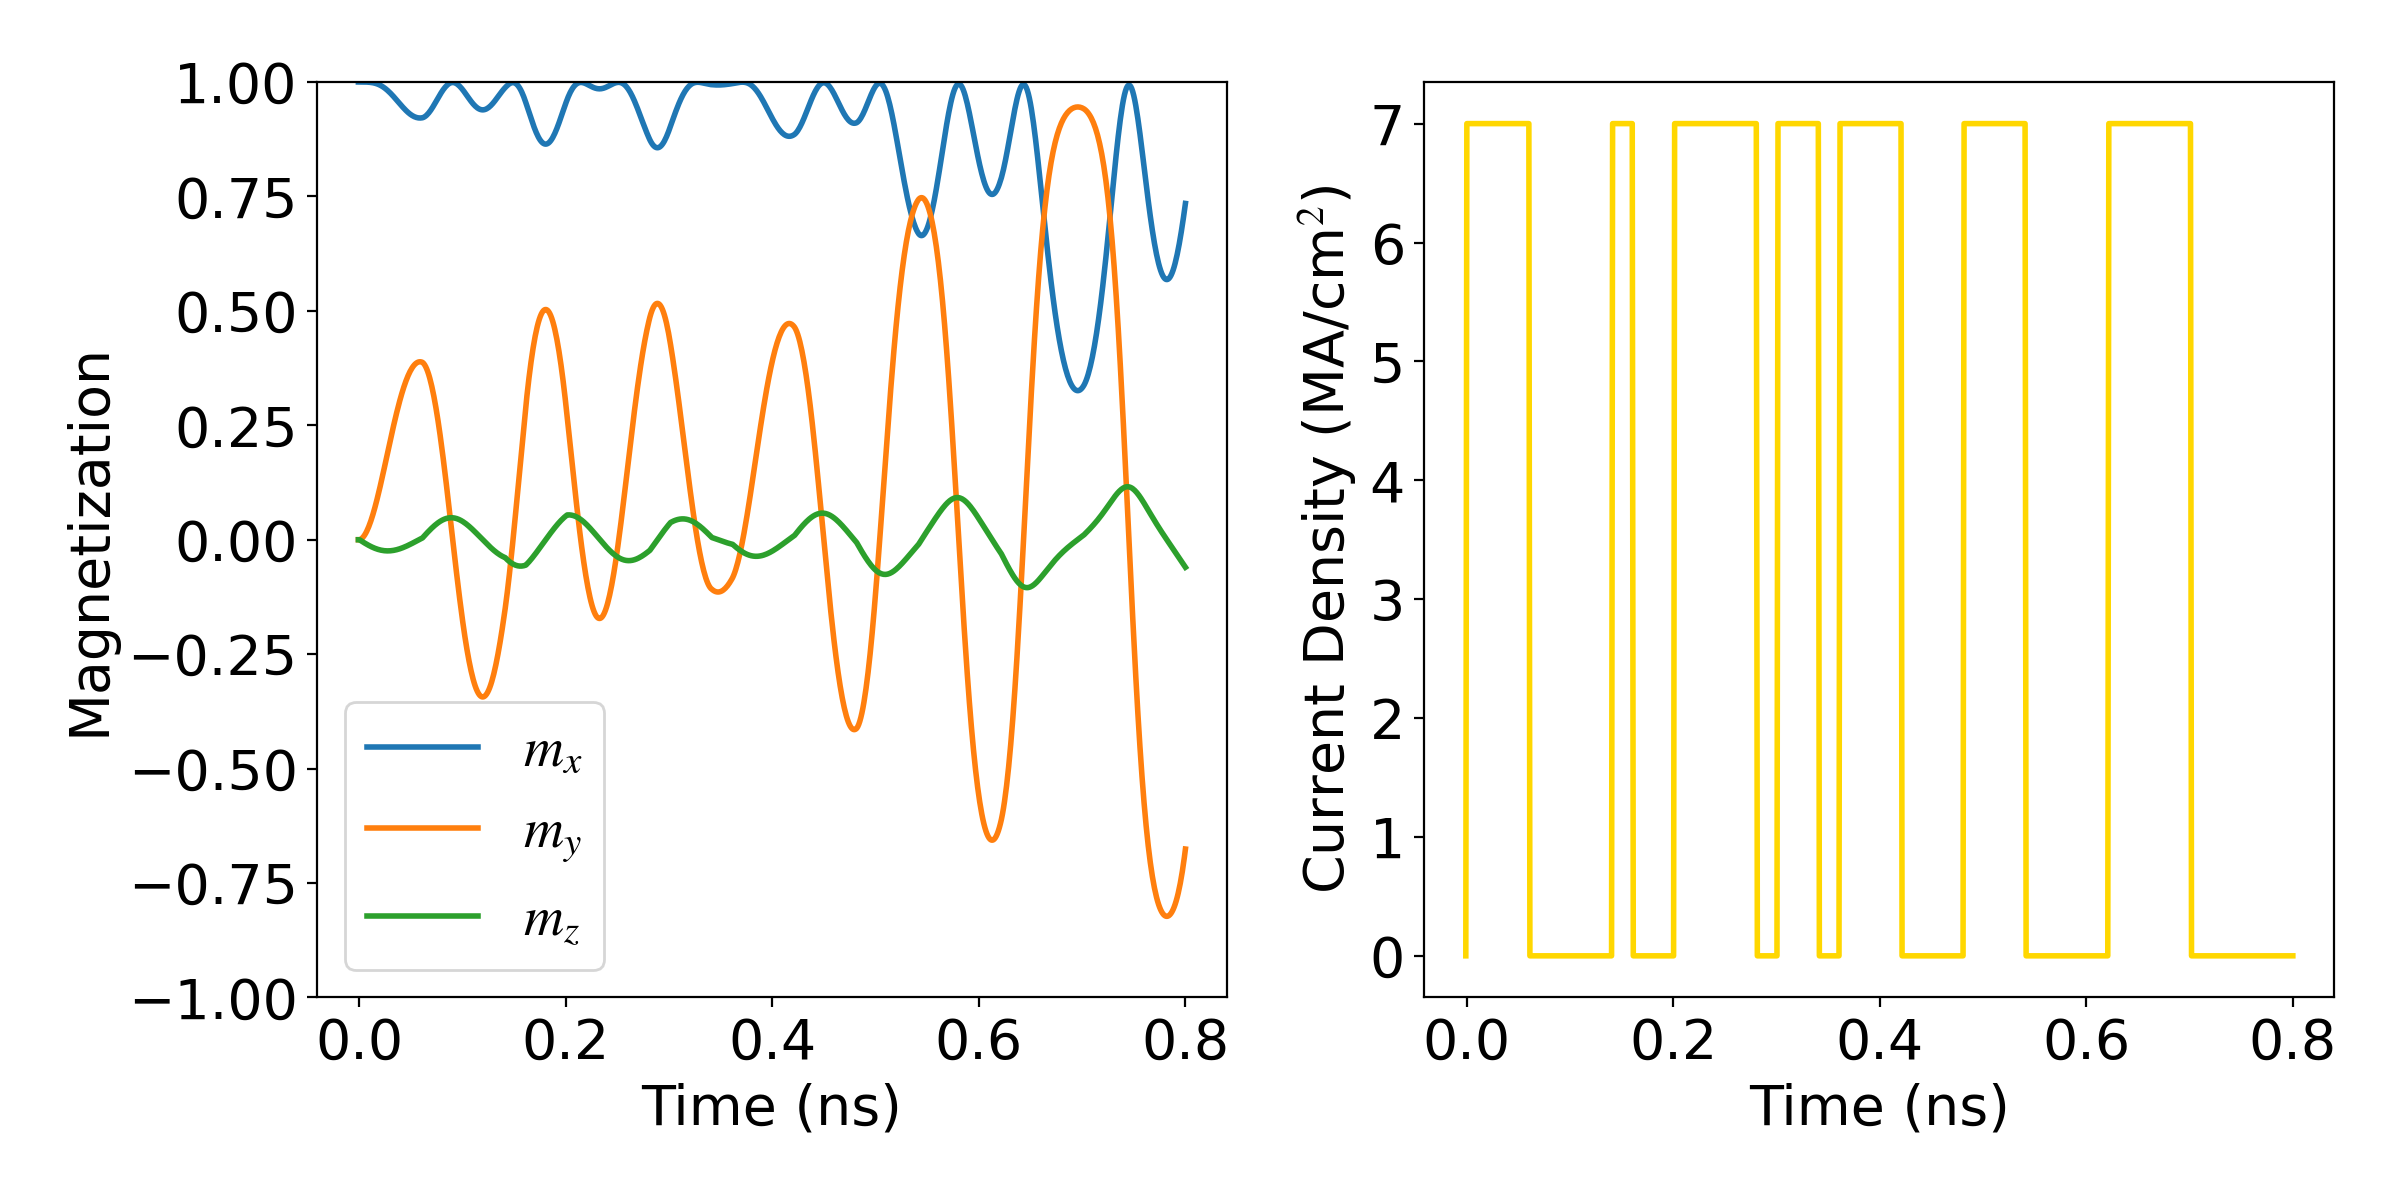 Magnetization
1.00
0.75
0.50
0.25
0.00
−0.25
−0.50
−0.75
−1.00
m_x
m_y
m_z
0.0 0.2 0.4 0.6 0.8
Time (ns)
Current Density (MA/cm²)
7
6
5
4
3
2
1
0
0.0 0.2 0.4 0.6 0.8
Time (ns)